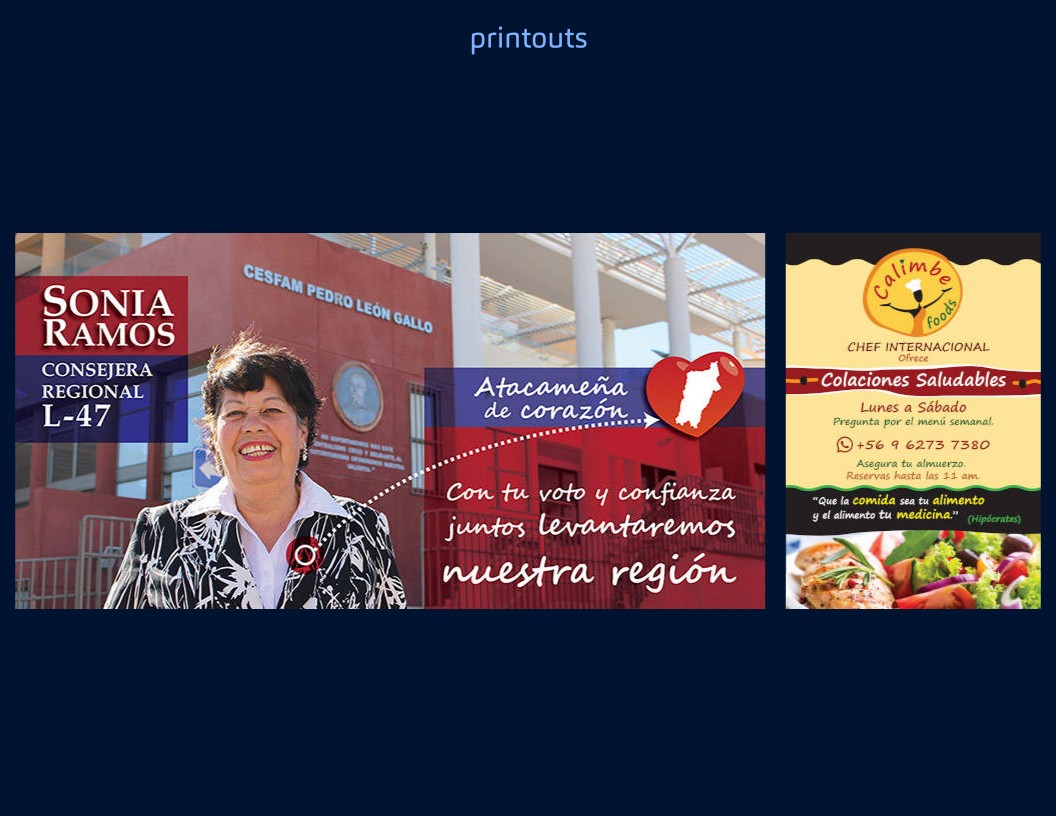 printouts
SONIA
RAMOS
CONSEJERA
REGIONAL
L-47
CESFAM PEDRO LEÓN GALLO
Atacameña
de corazón
Con tu voto y confianza
juntos levantaremos
nuestra región
Calimbe
foods
CHEF INTERNACIONAL
Ofrece
Colaciones Saludables
Lunes a Sábado
Pregunta por el menú semanal.
+56 9 6273 7380
Asegura tu almuerzo.
Reservas hasta las 11 am.
“Que la comida sea tu alimento
y el alimento tu medicina.”
(Hipócrates)